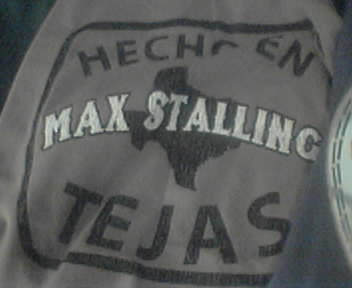 HECHO EN
MAX STALLING
TEJAS